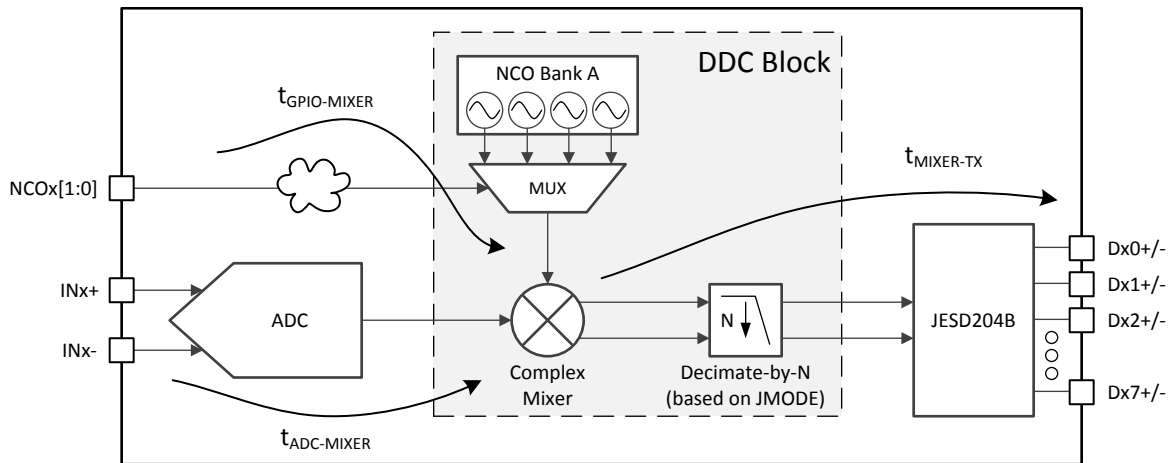 DDC Block
NCO Bank A
tGPIO-MIXER
MUX
tMIXER-TX
NCOx[1:0]
INx+
INx-
ADC
N
JESD204B
Dx0+/-
Dx1+/-
Dx2+/-
Dx7+/-
Complex
Mixer
Decimate-by-N
(based on JMODE)
tADC-MIXER